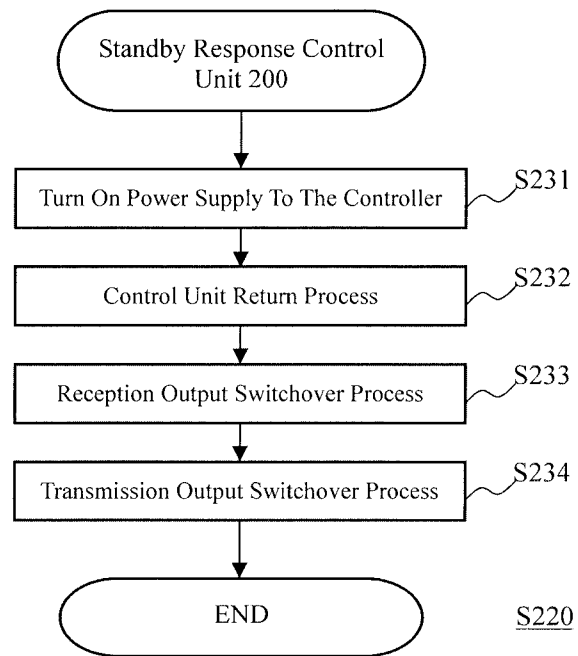 Standby Response Control
Unit 200
Turn On Power Supply To The Controller
S231
Control Unit Return Process
S232
Reception Output Switchover Process
S233
Transmission Output Switchover Process
S234
END
S220